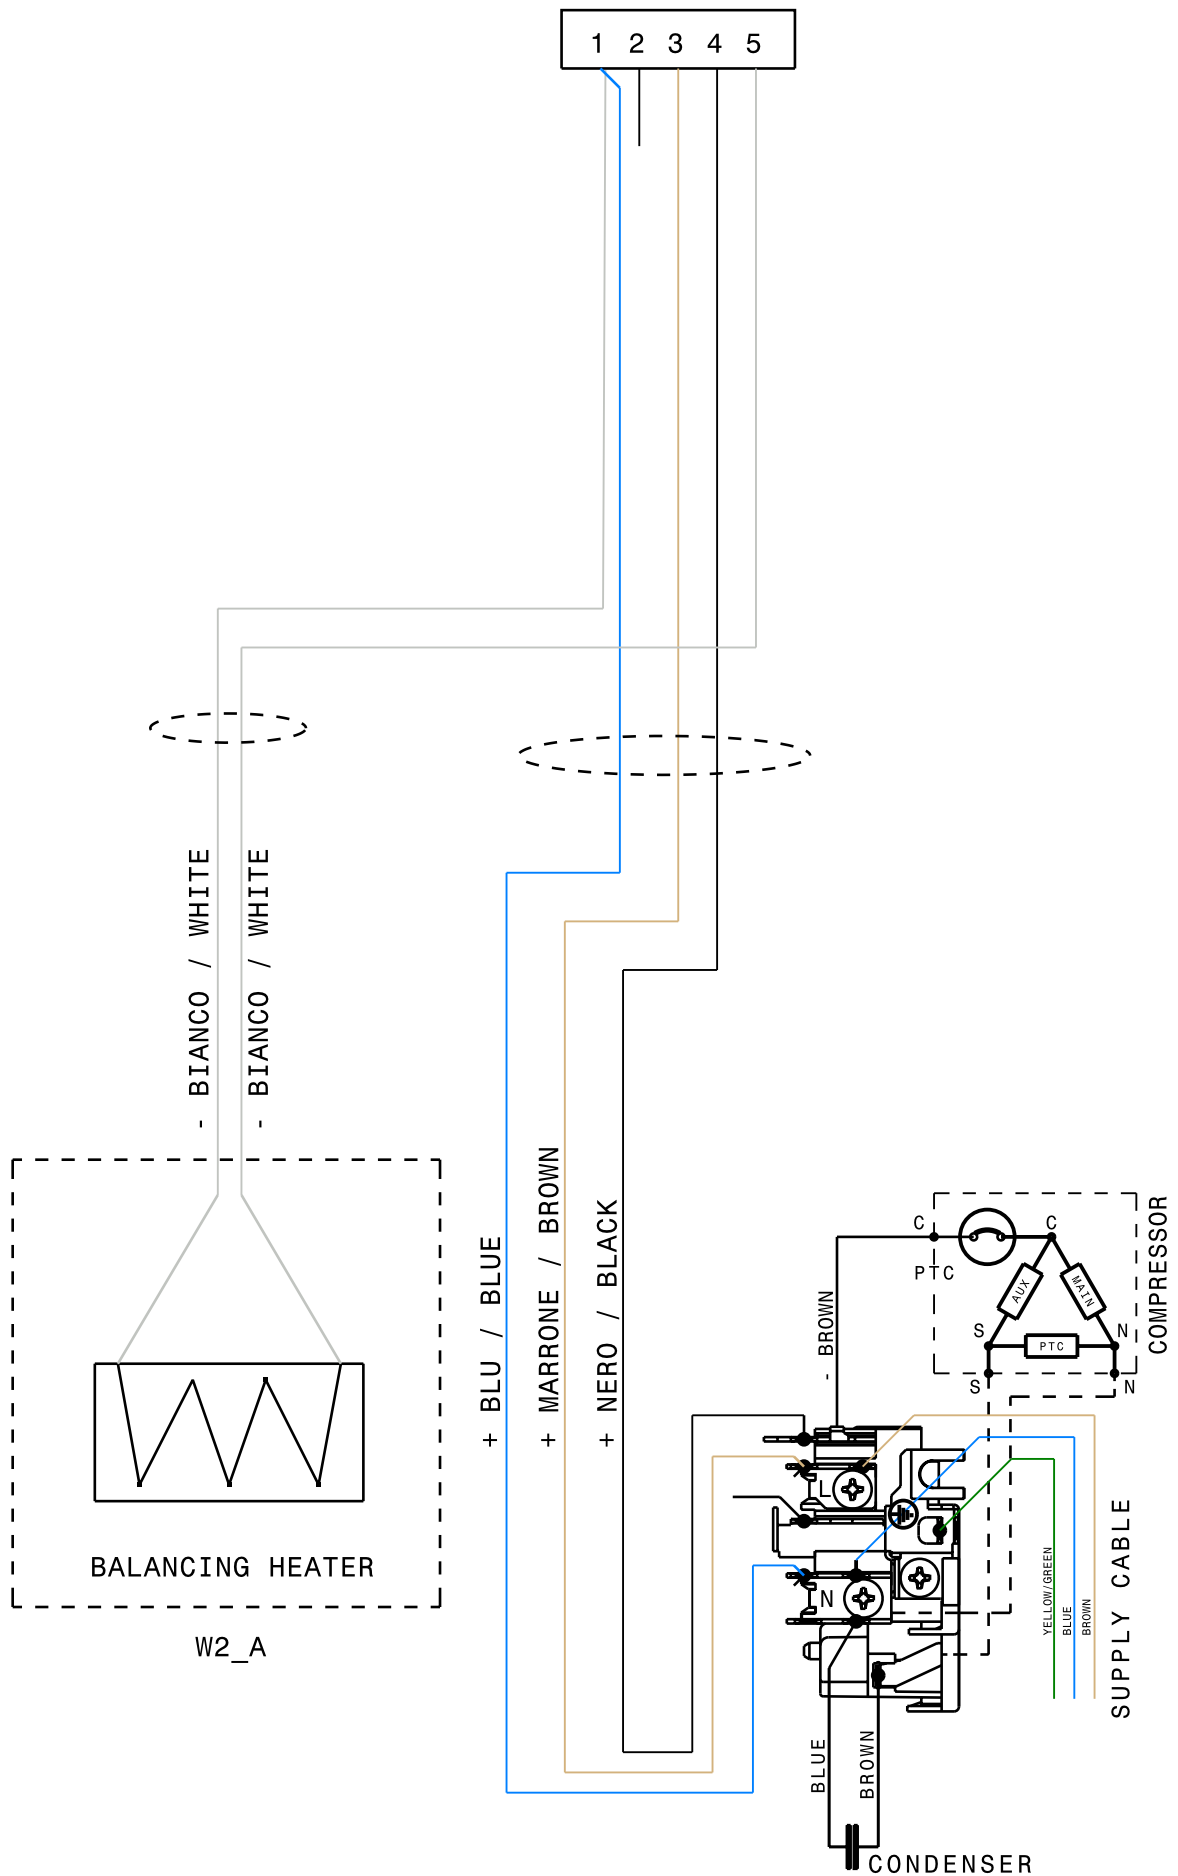 1 2 3 4 5
- BIANCO / WHITE
- BIANCO / WHITE
+ BLU / BLUE
+ MARRONE / BROWN
+ NERO / BLACK
BALANCING HEATER
W2_A
C
C
PTC
AUX
MAIN
S
N
PTC
S
N
COMPRESSOR
- BROWN
L
N
YELLOW/GREEN
BLUE
BROWN
SUPPLY CABLE
BLUE
BROWN
CONDENSER